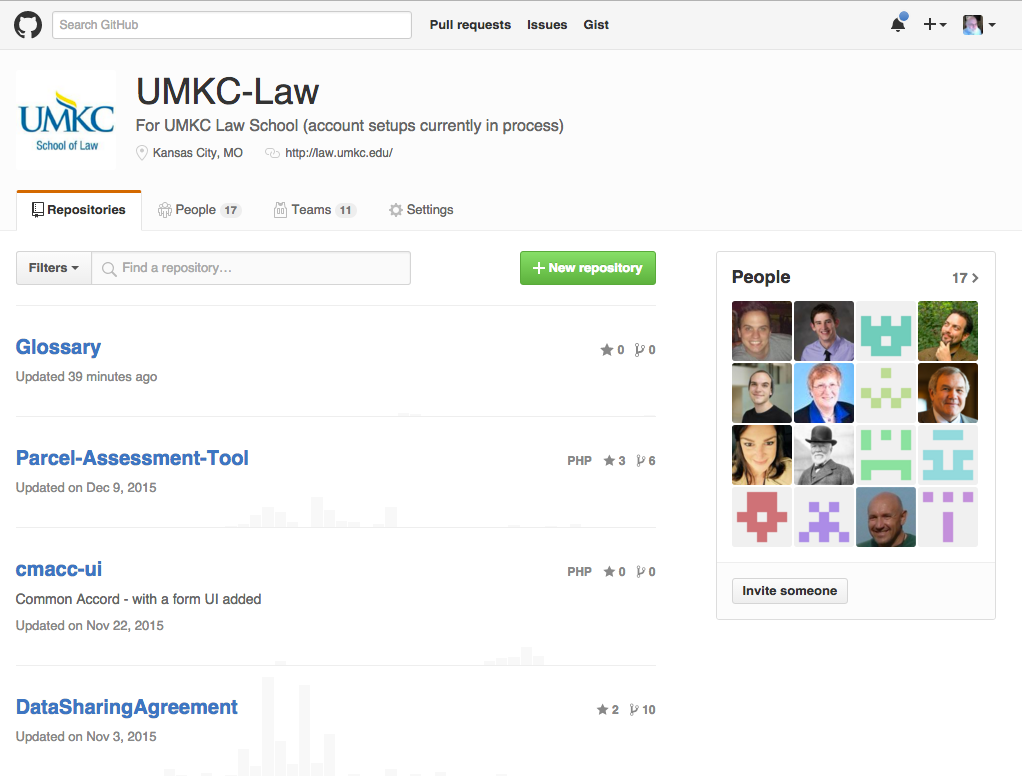 Search GitHub
Pull requests Issues Gist
UMKC
School of Law
UMKC-Law
For UMKC Law School (account setups currently in process)
Kansas City, MO http://law.umkc.edu/
Repositories People 17 Teams 11 Settings
Filters Find a repository... + New repository
Glossary 0 0
Updated 39 minutes ago
Parcel-Assessment-Tool PHP 3 6
Updated on Dec 9, 2015
cmacc-ui PHP 0 0
Common Accord - with a form UI added
Updated on Nov 22, 2015
DataSharingAgreement 2 10
Updated on Nov 3, 2015
People 17 >
Invite someone